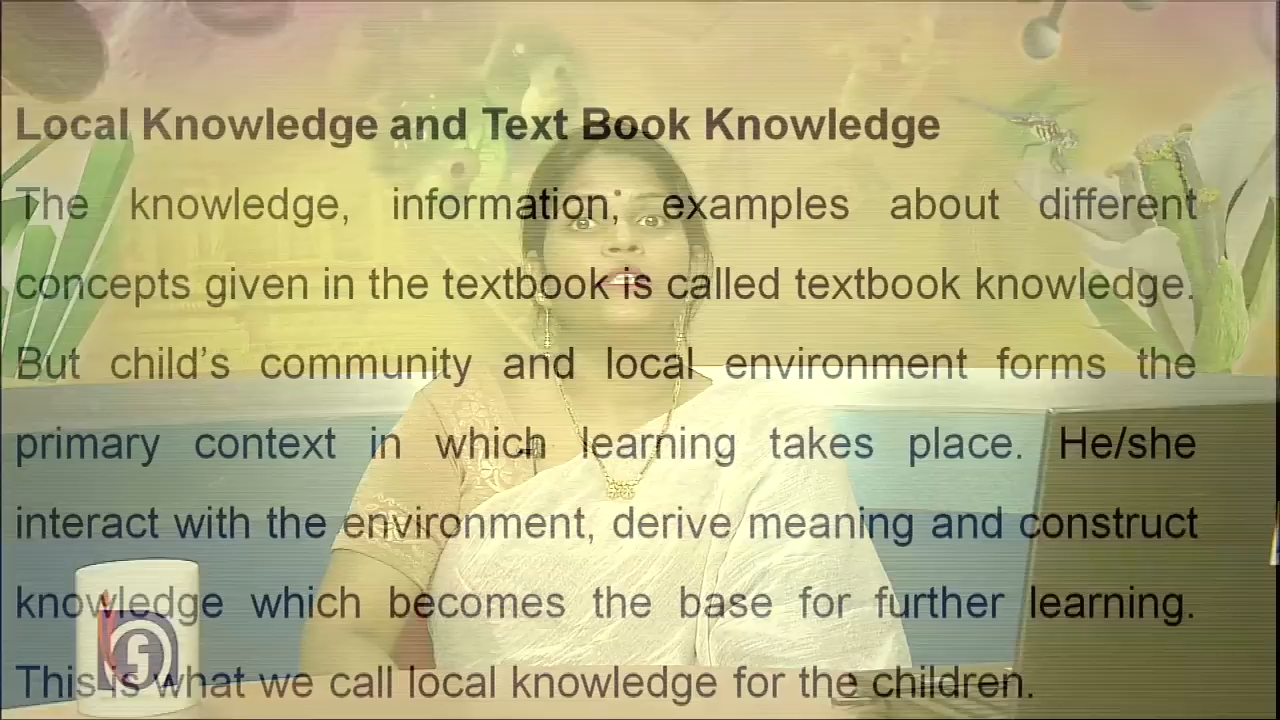 Local Knowledge and Text Book Knowledge
The knowledge, information, examples about different
concepts given in the textbook is called textbook knowledge.
But child’s community and local environment forms the
primary context in which learning takes place. He/she
interact with the environment, derive meaning and construct
knowledge which becomes the base for further learning.
This is what we call local knowledge for the children.